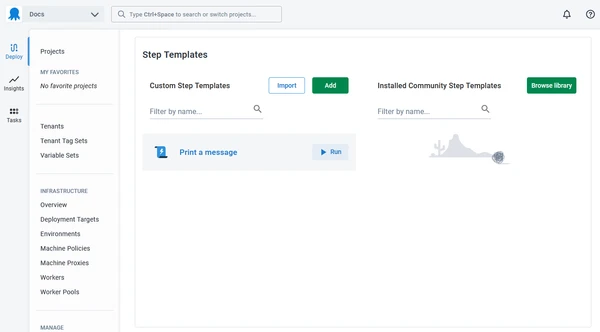 Docs
Type Ctrl+Space to search or switch projects...
Deploy
Insights
Tasks
Projects
MY FAVORITES
No favorite projects
Tenants
Tenant Tag Sets
Variable Sets
INFRASTRUCTURE
Overview
Deployment Targets
Environments
Machine Policies
Machine Proxies
Workers
Worker Pools
MANAGE
Step Templates
Custom Step Templates
Import
Add
Filter by name...
Print a message
Run
Installed Community Step Templates
Browse library
Filter by name...